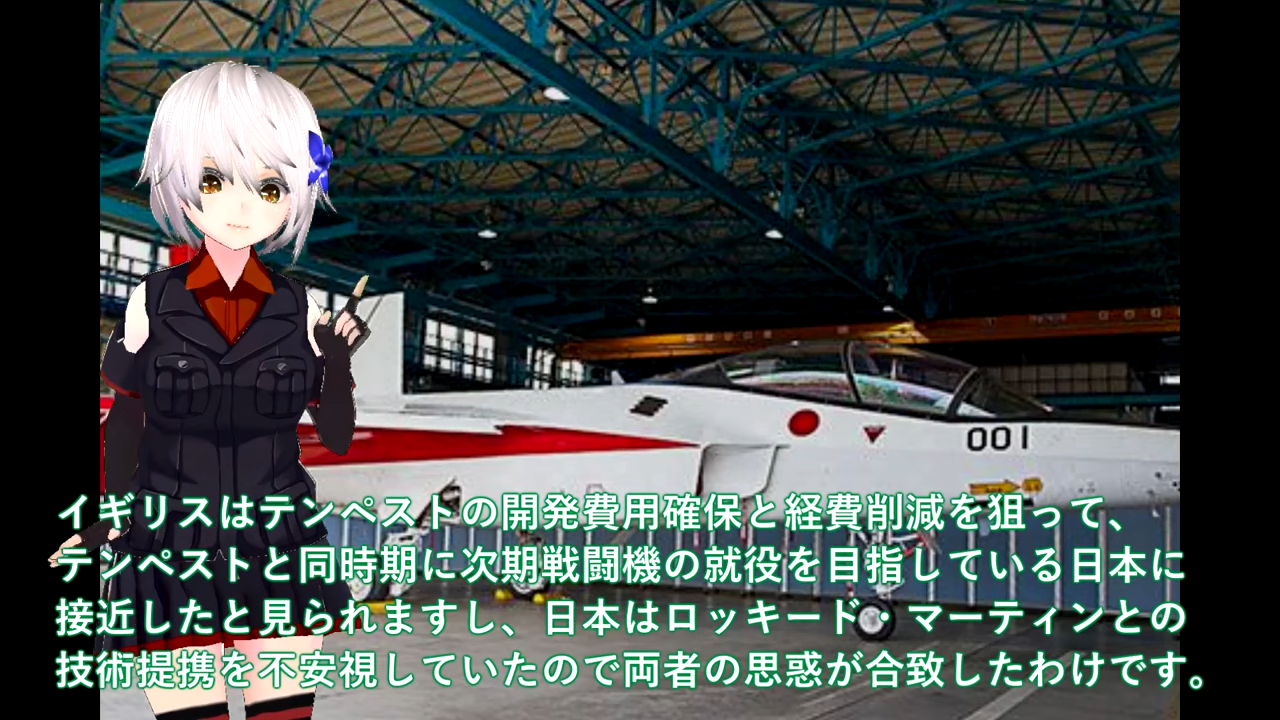 001
イギリスはテンペストの開発費用確保と経費削減を狙って、
テンペストと同時期に次期戦闘機の就役を目指している日本に
接近したと見られますし、日本はロッキード・マーティンとの
技術提携を不安視していたので両者の思惑が合致したわけです。